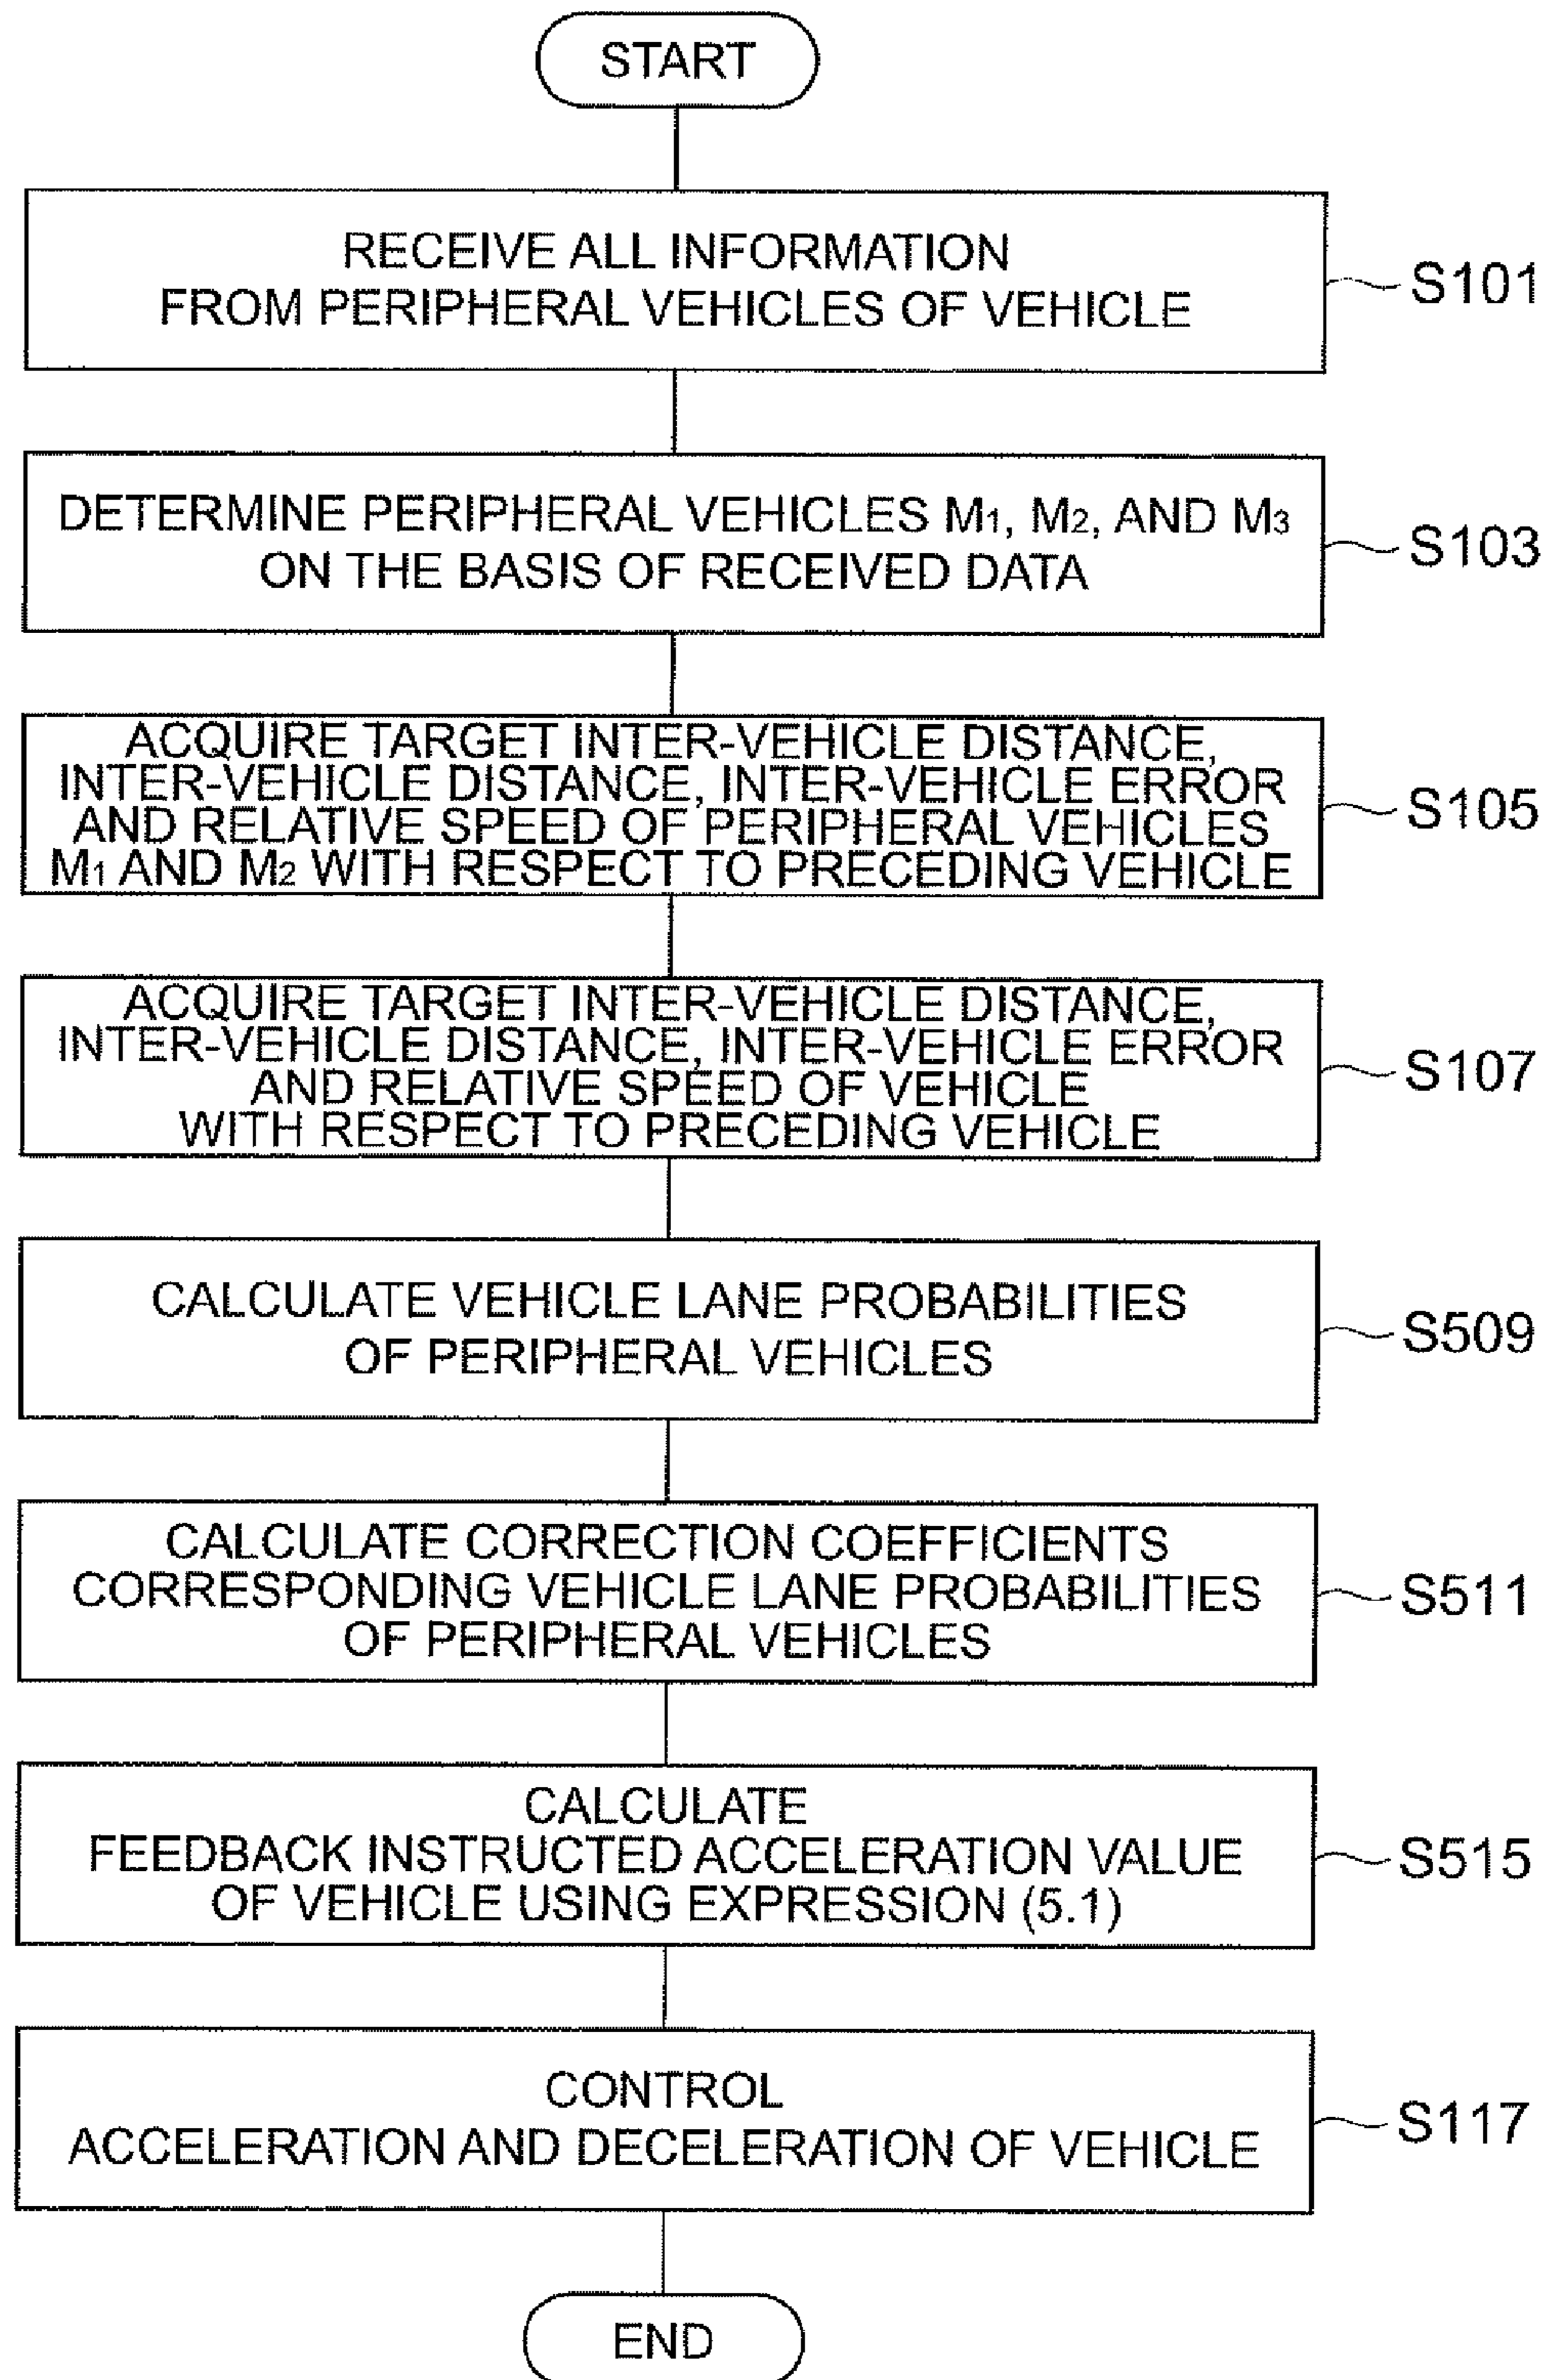 START
RECEIVE ALL INFORMATION
FROM PERIPHERAL VEHICLES OF VEHICLE
S101
DETERMINE PERIPHERAL VEHICLES M1, M2, AND M3
ON THE BASIS OF RECEIVED DATA
S103
ACQUIRE TARGET INTER-VEHICLE DISTANCE,
INTER-VEHICLE DISTANCE, INTER-VEHICLE ERROR
AND RELATIVE SPEED OF PERIPHERAL VEHICLES
M1 AND M2 WITH RESPECT TO PRECEDING VEHICLE
S105
ACQUIRE TARGET INTER-VEHICLE DISTANCE,
INTER-VEHICLE DISTANCE, INTER-VEHICLE ERROR
AND RELATIVE SPEED OF VEHICLE
WITH RESPECT TO PRECEDING VEHICLE
S107
CALCULATE VEHICLE LANE PROBABILITIES
OF PERIPHERAL VEHICLES
S509
CALCULATE CORRECTION COEFFICIENTS
CORRESPONDING VEHICLE LANE PROBABILITIES
OF PERIPHERAL VEHICLES
S511
CALCULATE
FEEDBACK INSTRUCTED ACCELERATION VALUE
OF VEHICLE USING EXPRESSION (5.1)
S515
CONTROL
ACCELERATION AND DECELERATION OF VEHICLE
S117
END